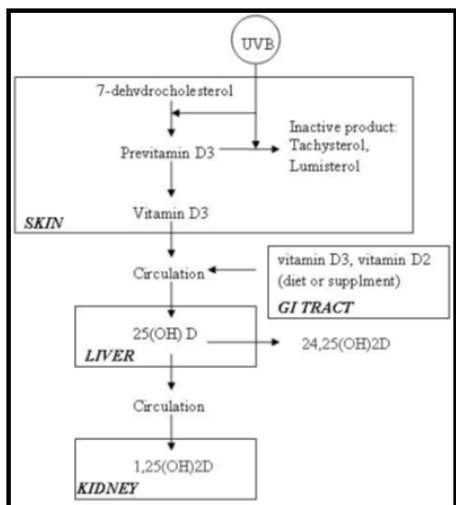 UVB
7-dehydrocholesterol
Inactive product:
Tachysterol,
Lumisterol
Previtamin D3
Vitamin D3
SKIN
vitamin D3, vitamin D2
(diet or supplment)
GI TRACT
Circulation
25(OH) D
LIVER
24,25(OH)2D
Circulation
1,25(OH)2D
KIDNEY